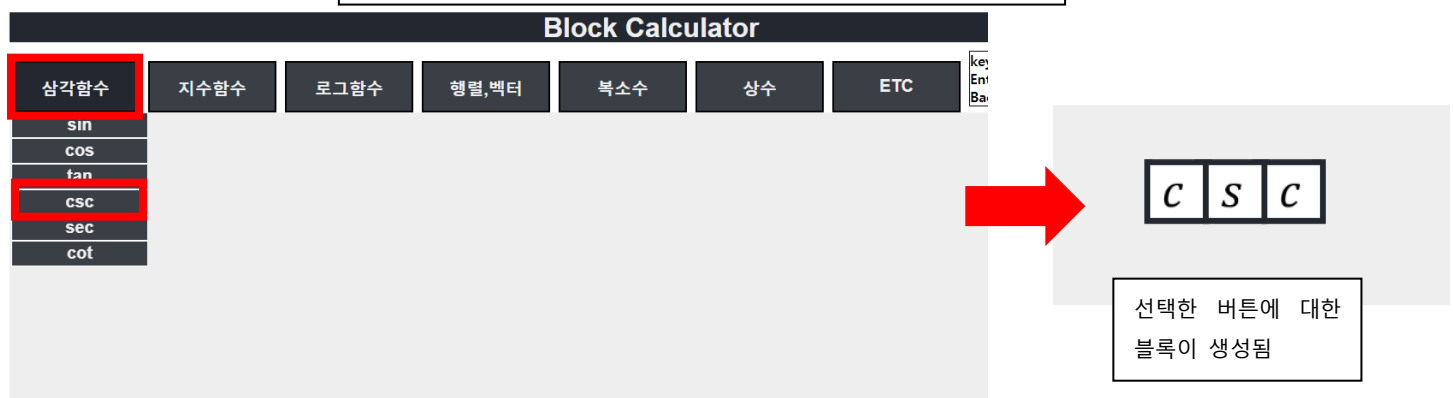 Block Calculator
삼각함수 지수함수 로그함수 행렬,벡터 복소수 상수 ETC
sin
cos
tan
csc
sec
cot
c s c
선택한 버튼에 대한
블록이 생성됨